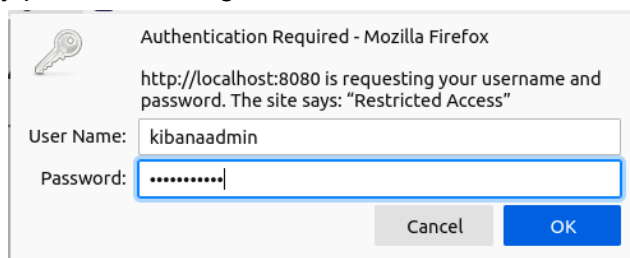 Authentication Required - Mozilla Firefox
http://localhost:8080 is requesting your username and
password. The site says: “Restricted Access”
User Name: kibanaadmin
Password: •••••••••••
Cancel OK